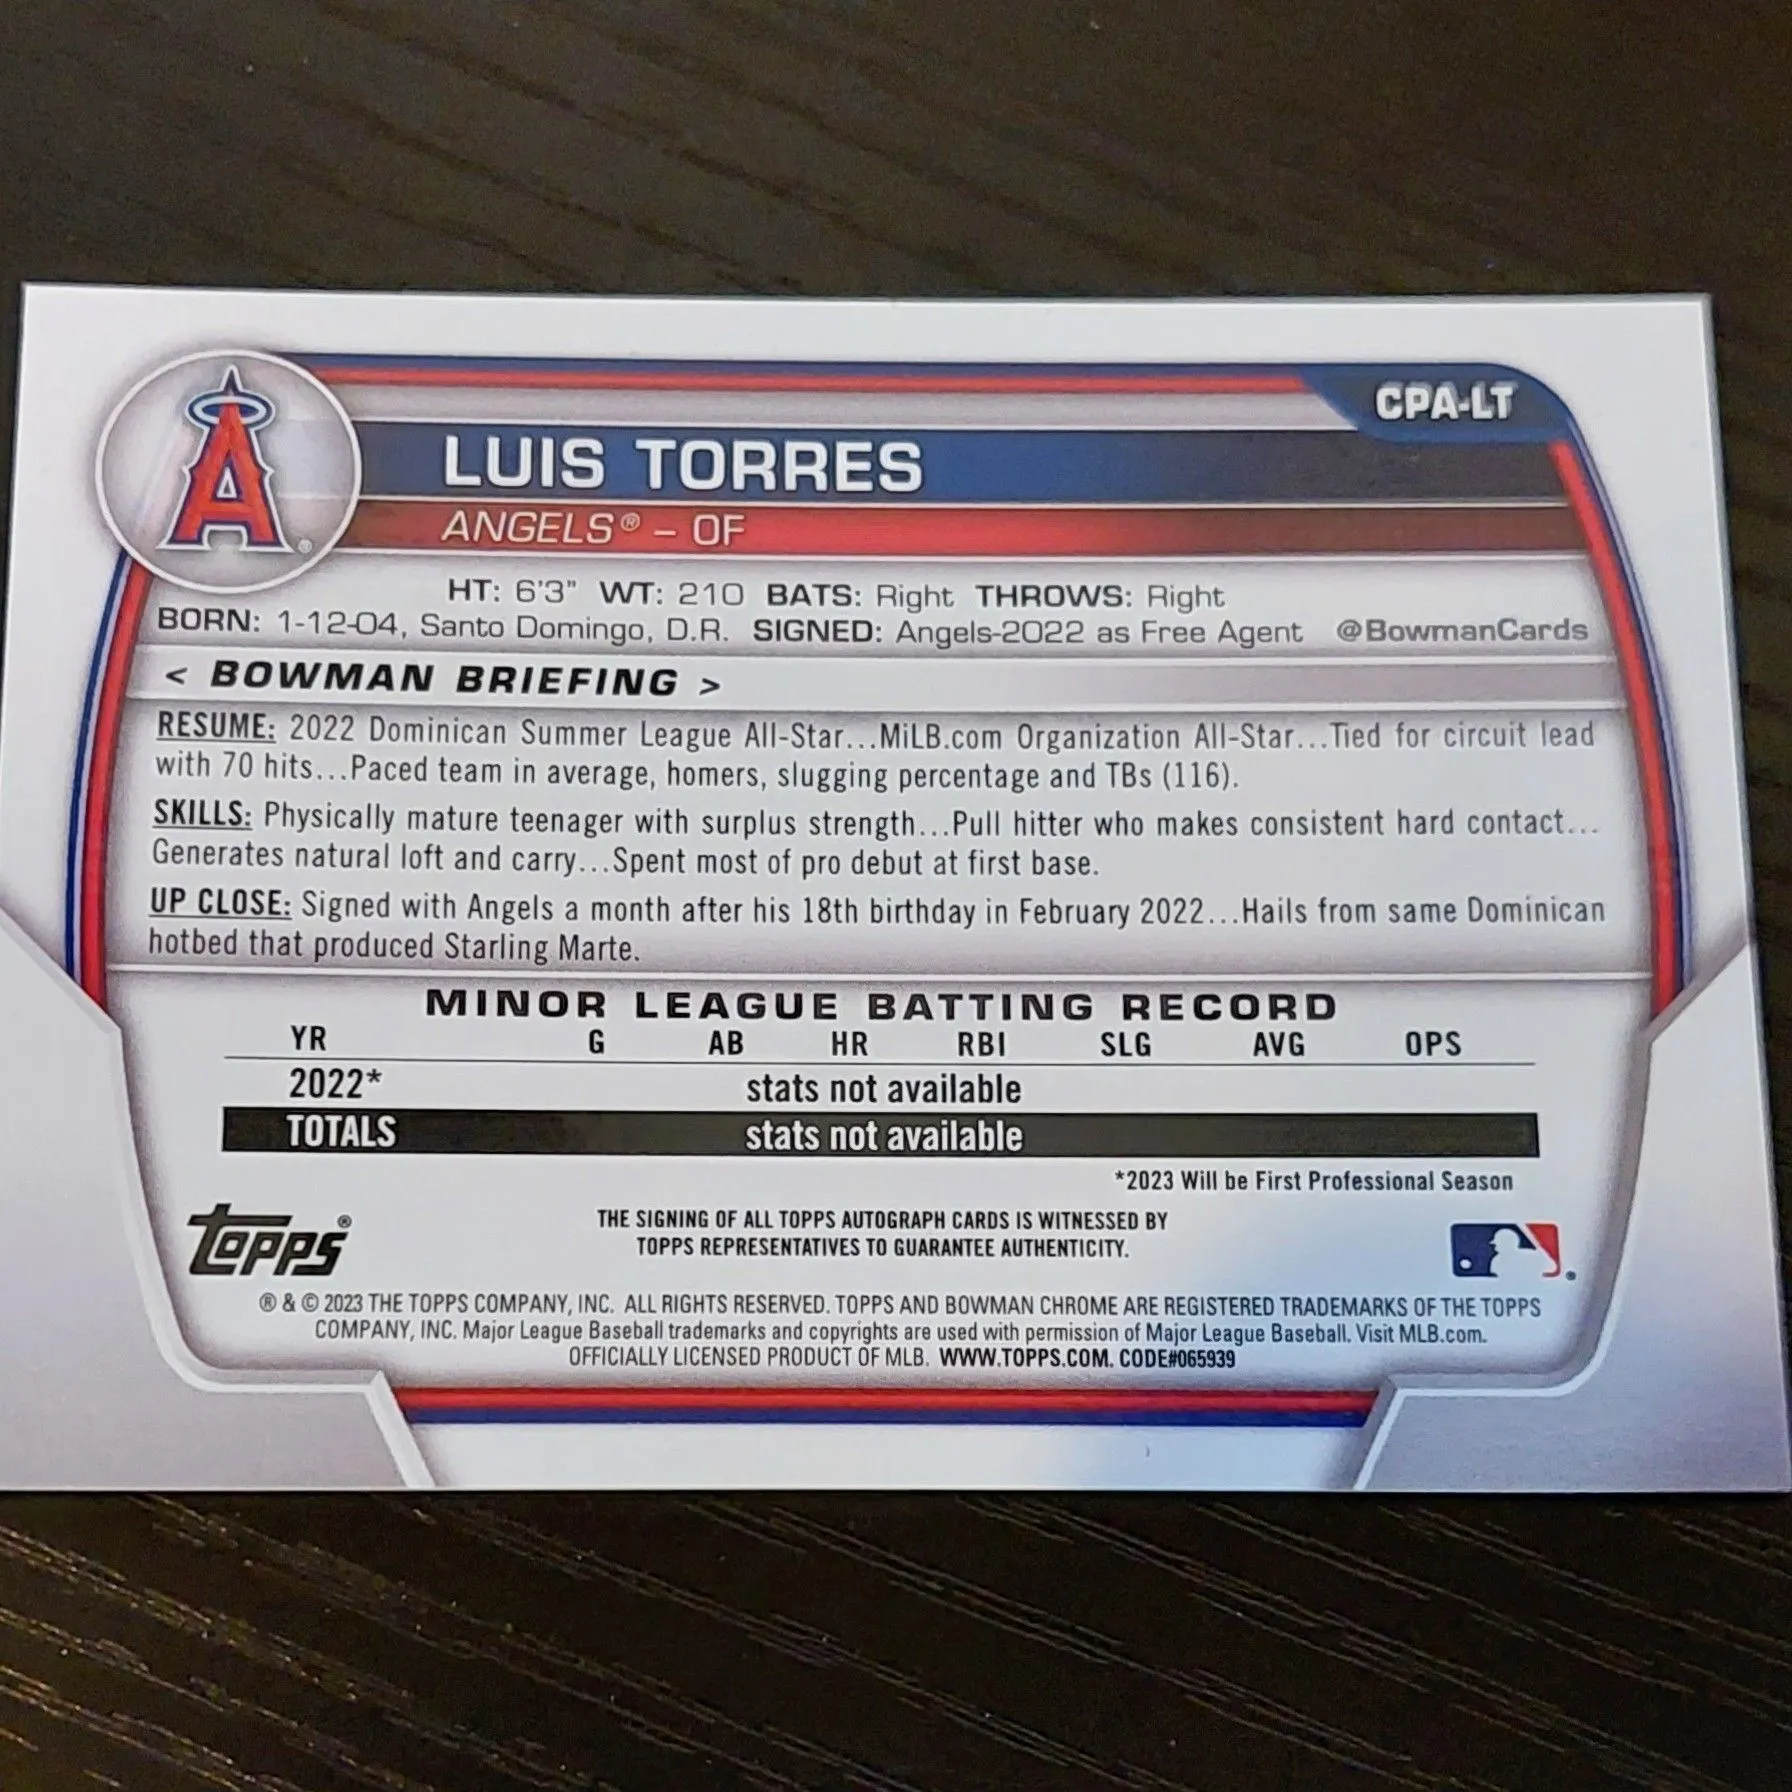 CPA-LT
LUIS TORRES
ANGELS® – OF
HT: 6'3" WT: 210 BATS: Right THROWS: Right
BORN: 1-12-04, Santo Domingo, D.R. SIGNED: Angels-2022 as Free Agent @BowmanCards
< BOWMAN BRIEFING >
RESUME: 2022 Dominican Summer League All-Star...MiLB.com Organization All-Star...Tied for circuit lead
with 70 hits...Paced team in average, homers, slugging percentage and TBs (116).
SKILLS: Physically mature teenager with surplus strength...Pull hitter who makes consistent hard contact...
Generates natural loft and carry...Spent most of pro debut at first base.
UP CLOSE: Signed with Angels a month after his 18th birthday in February 2022...Hails from same Dominican
hotbed that produced Starling Marte.
MINOR LEAGUE BATTING RECORD
YR G AB HR RBI SLG AVG OPS
2022* stats not available
TOTALS stats not available
*2023 Will be First Professional Season
topps®
THE SIGNING OF ALL TOPPS AUTOGRAPH CARDS IS WITNESSED BY
TOPPS REPRESENTATIVES TO GUARANTEE AUTHENTICITY.
® & © 2023 THE TOPPS COMPANY, INC. ALL RIGHTS RESERVED. TOPPS AND BOWMAN CHROME ARE REGISTERED TRADEMARKS OF THE TOPPS
COMPANY, INC. Major League Baseball trademarks and copyrights are used with permission of Major League Baseball. Visit MLB.com.
OFFICIALLY LICENSED PRODUCT OF MLB. WWW.TOPPS.COM. CODE#065939